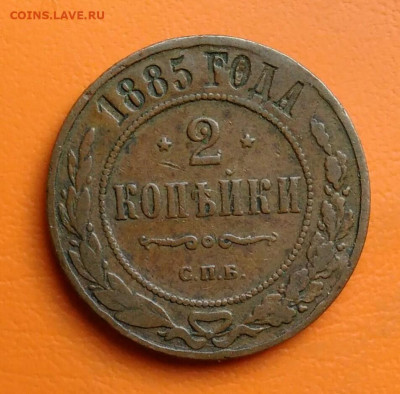 COINS.LAVE.RU
1885 ГОДА
2
КОПѢЙКИ
С.П.Б.